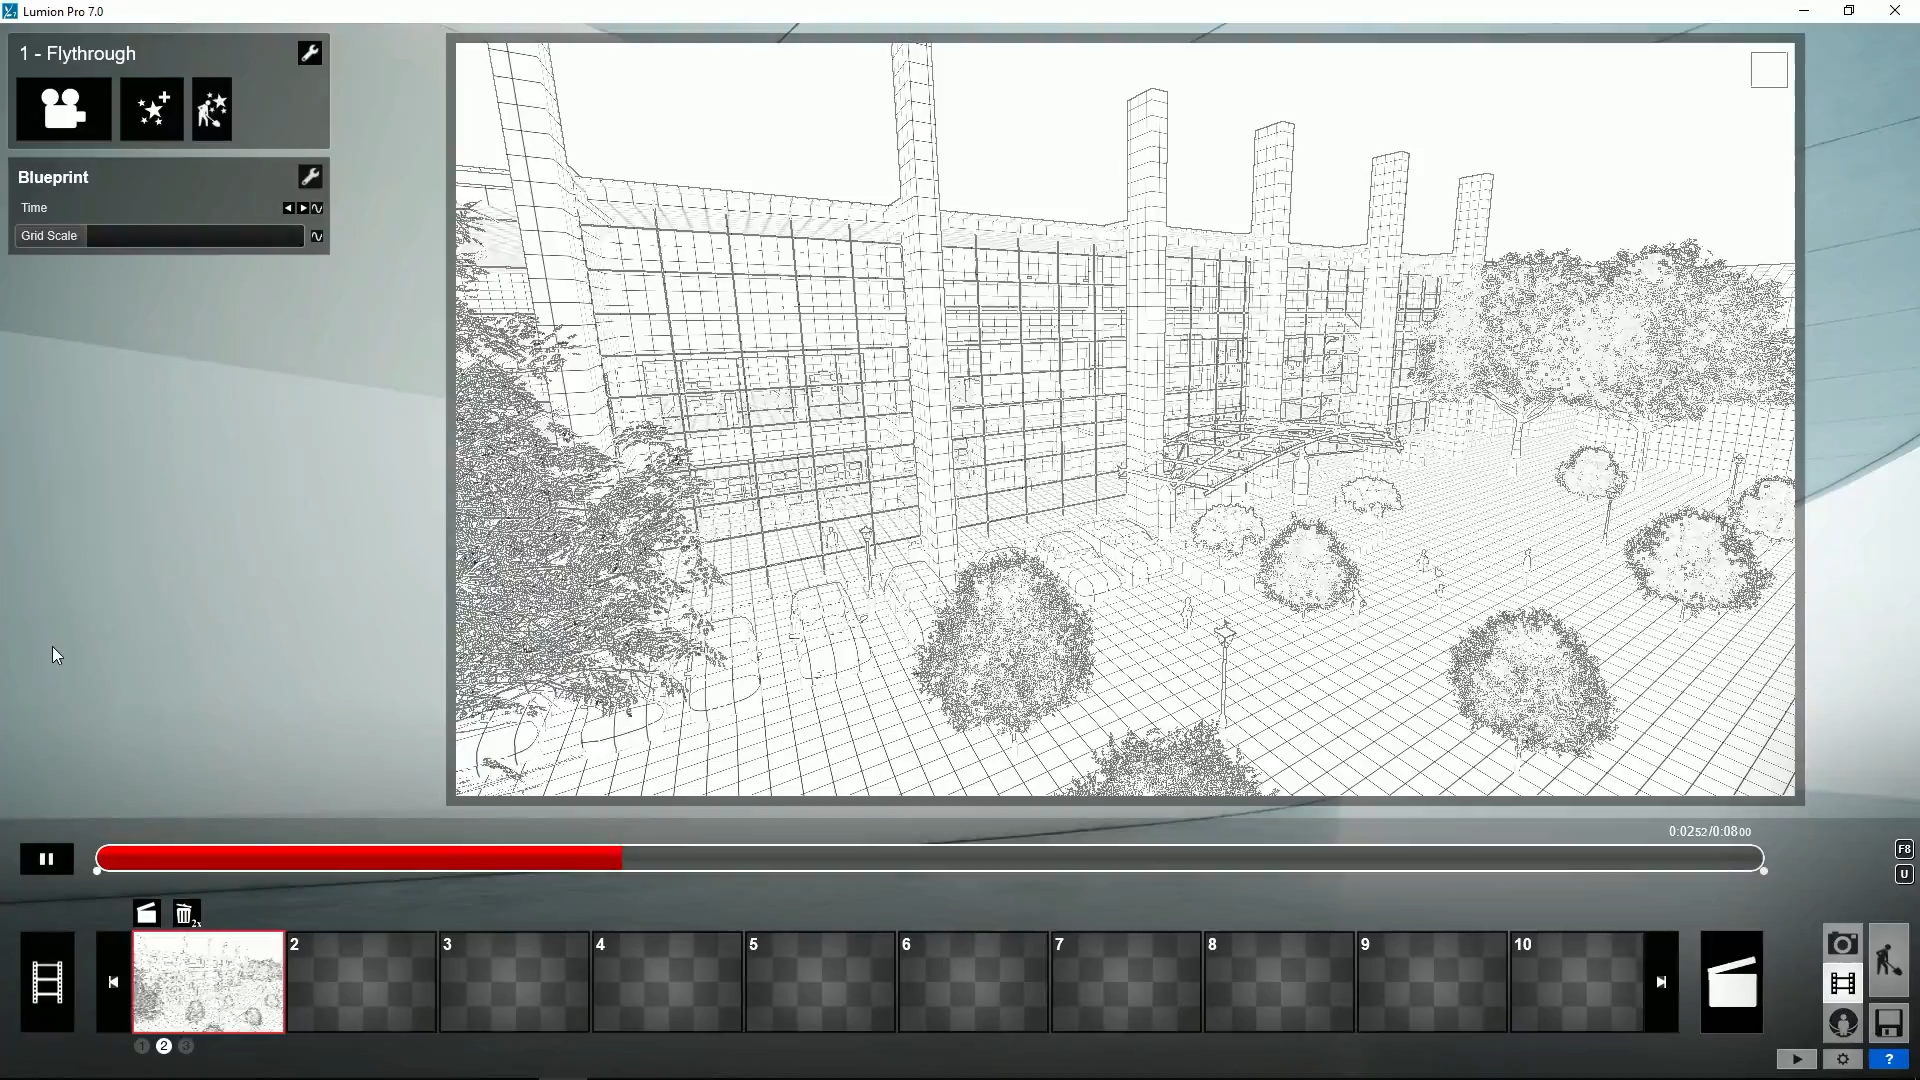 Lumion Pro 7.0
1 - Flythrough
Blueprint
Time
Grid Scale
0:0252/0:0800
F8
U
2x
2
3
4
5
6
7
8
9
10
1 2 3
?